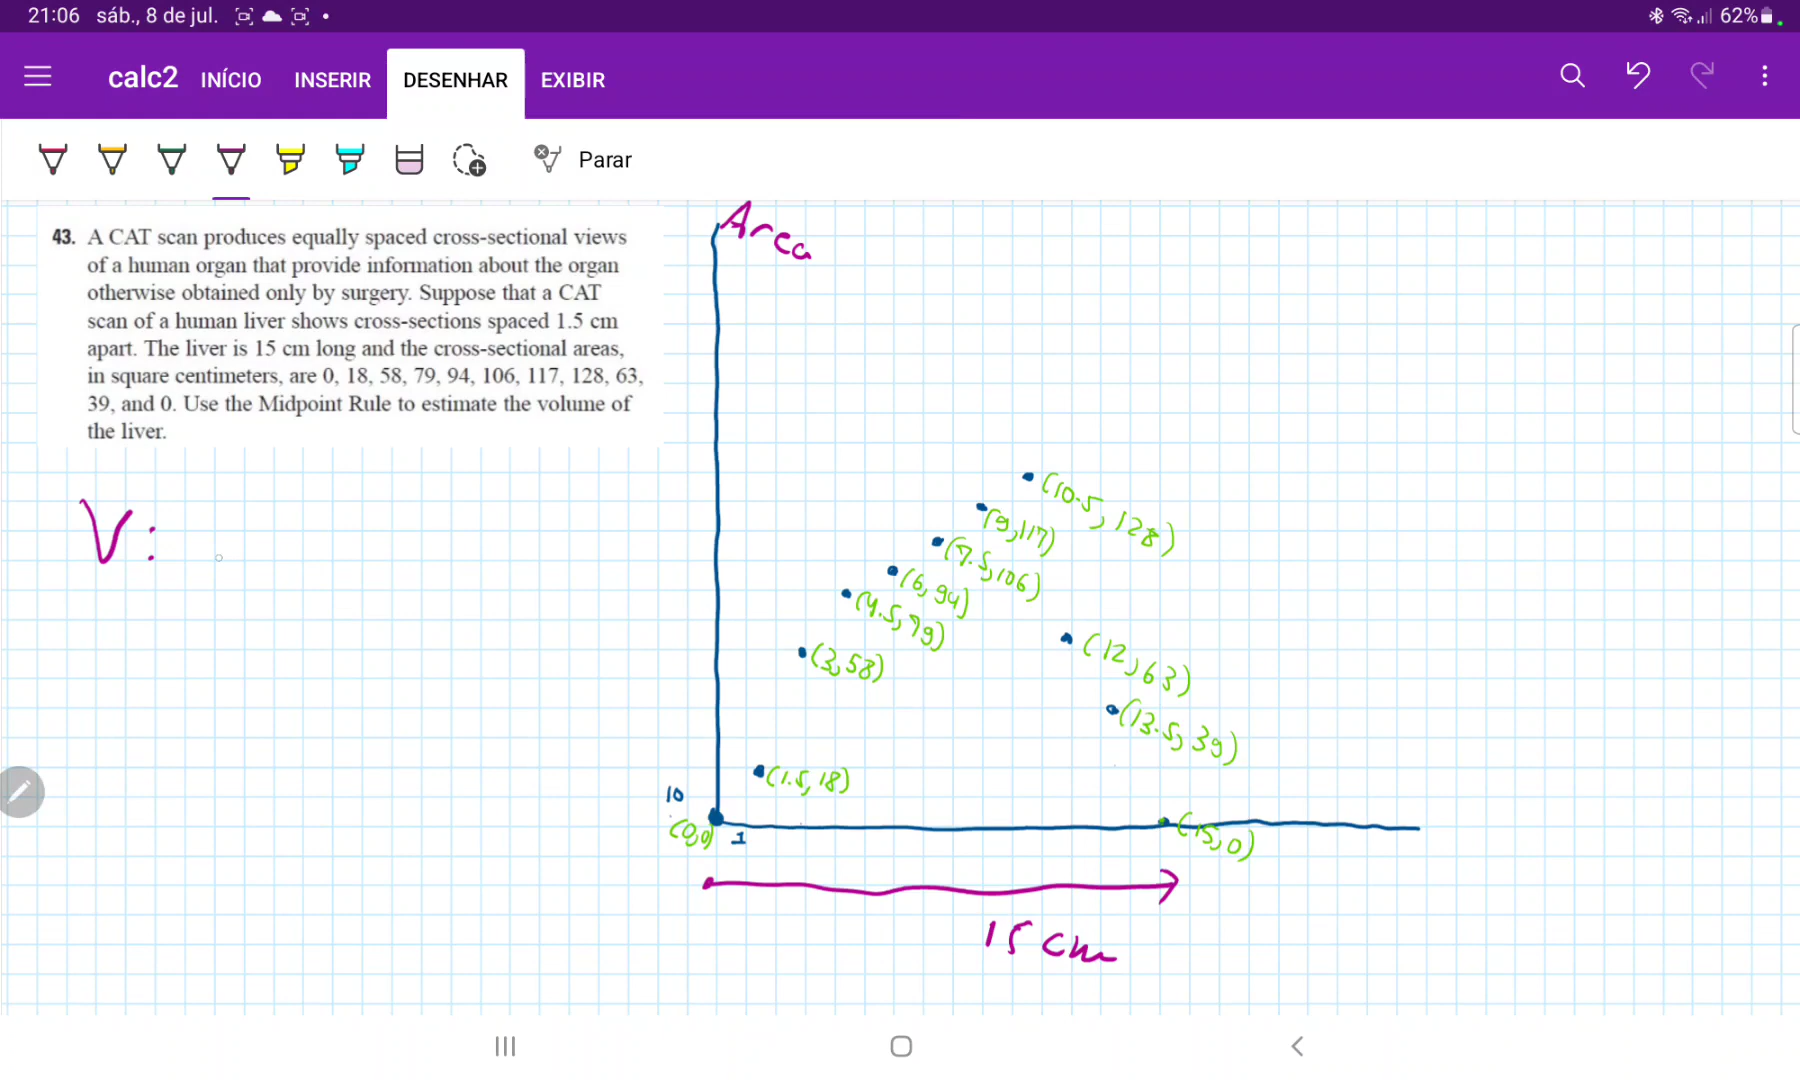 21:06 sáb., 8 de jul.
62%
calc2 INÍCIO INSERIR DESENHAR EXIBIR
Parar
43. A CAT scan produces equally spaced cross-sectional views
of a human organ that provide information about the organ
otherwise obtained only by surgery. Suppose that a CAT
scan of a human liver shows cross-sections spaced 1.5 cm
apart. The liver is 15 cm long and the cross-sectional areas,
in square centimeters, are 0, 18, 58, 79, 94, 106, 117, 128, 63,
39, and 0. Use the Midpoint Rule to estimate the volume of
the liver.
V:
Area
(10.5, 128)
(9, 117)
(7.5, 106)
(6, 94)
(4.5, 79)
(3, 58)
(12, 63)
(13.5, 39)
(1.5, 18)
10
(0,0)
1
(15, 0)
15 cm